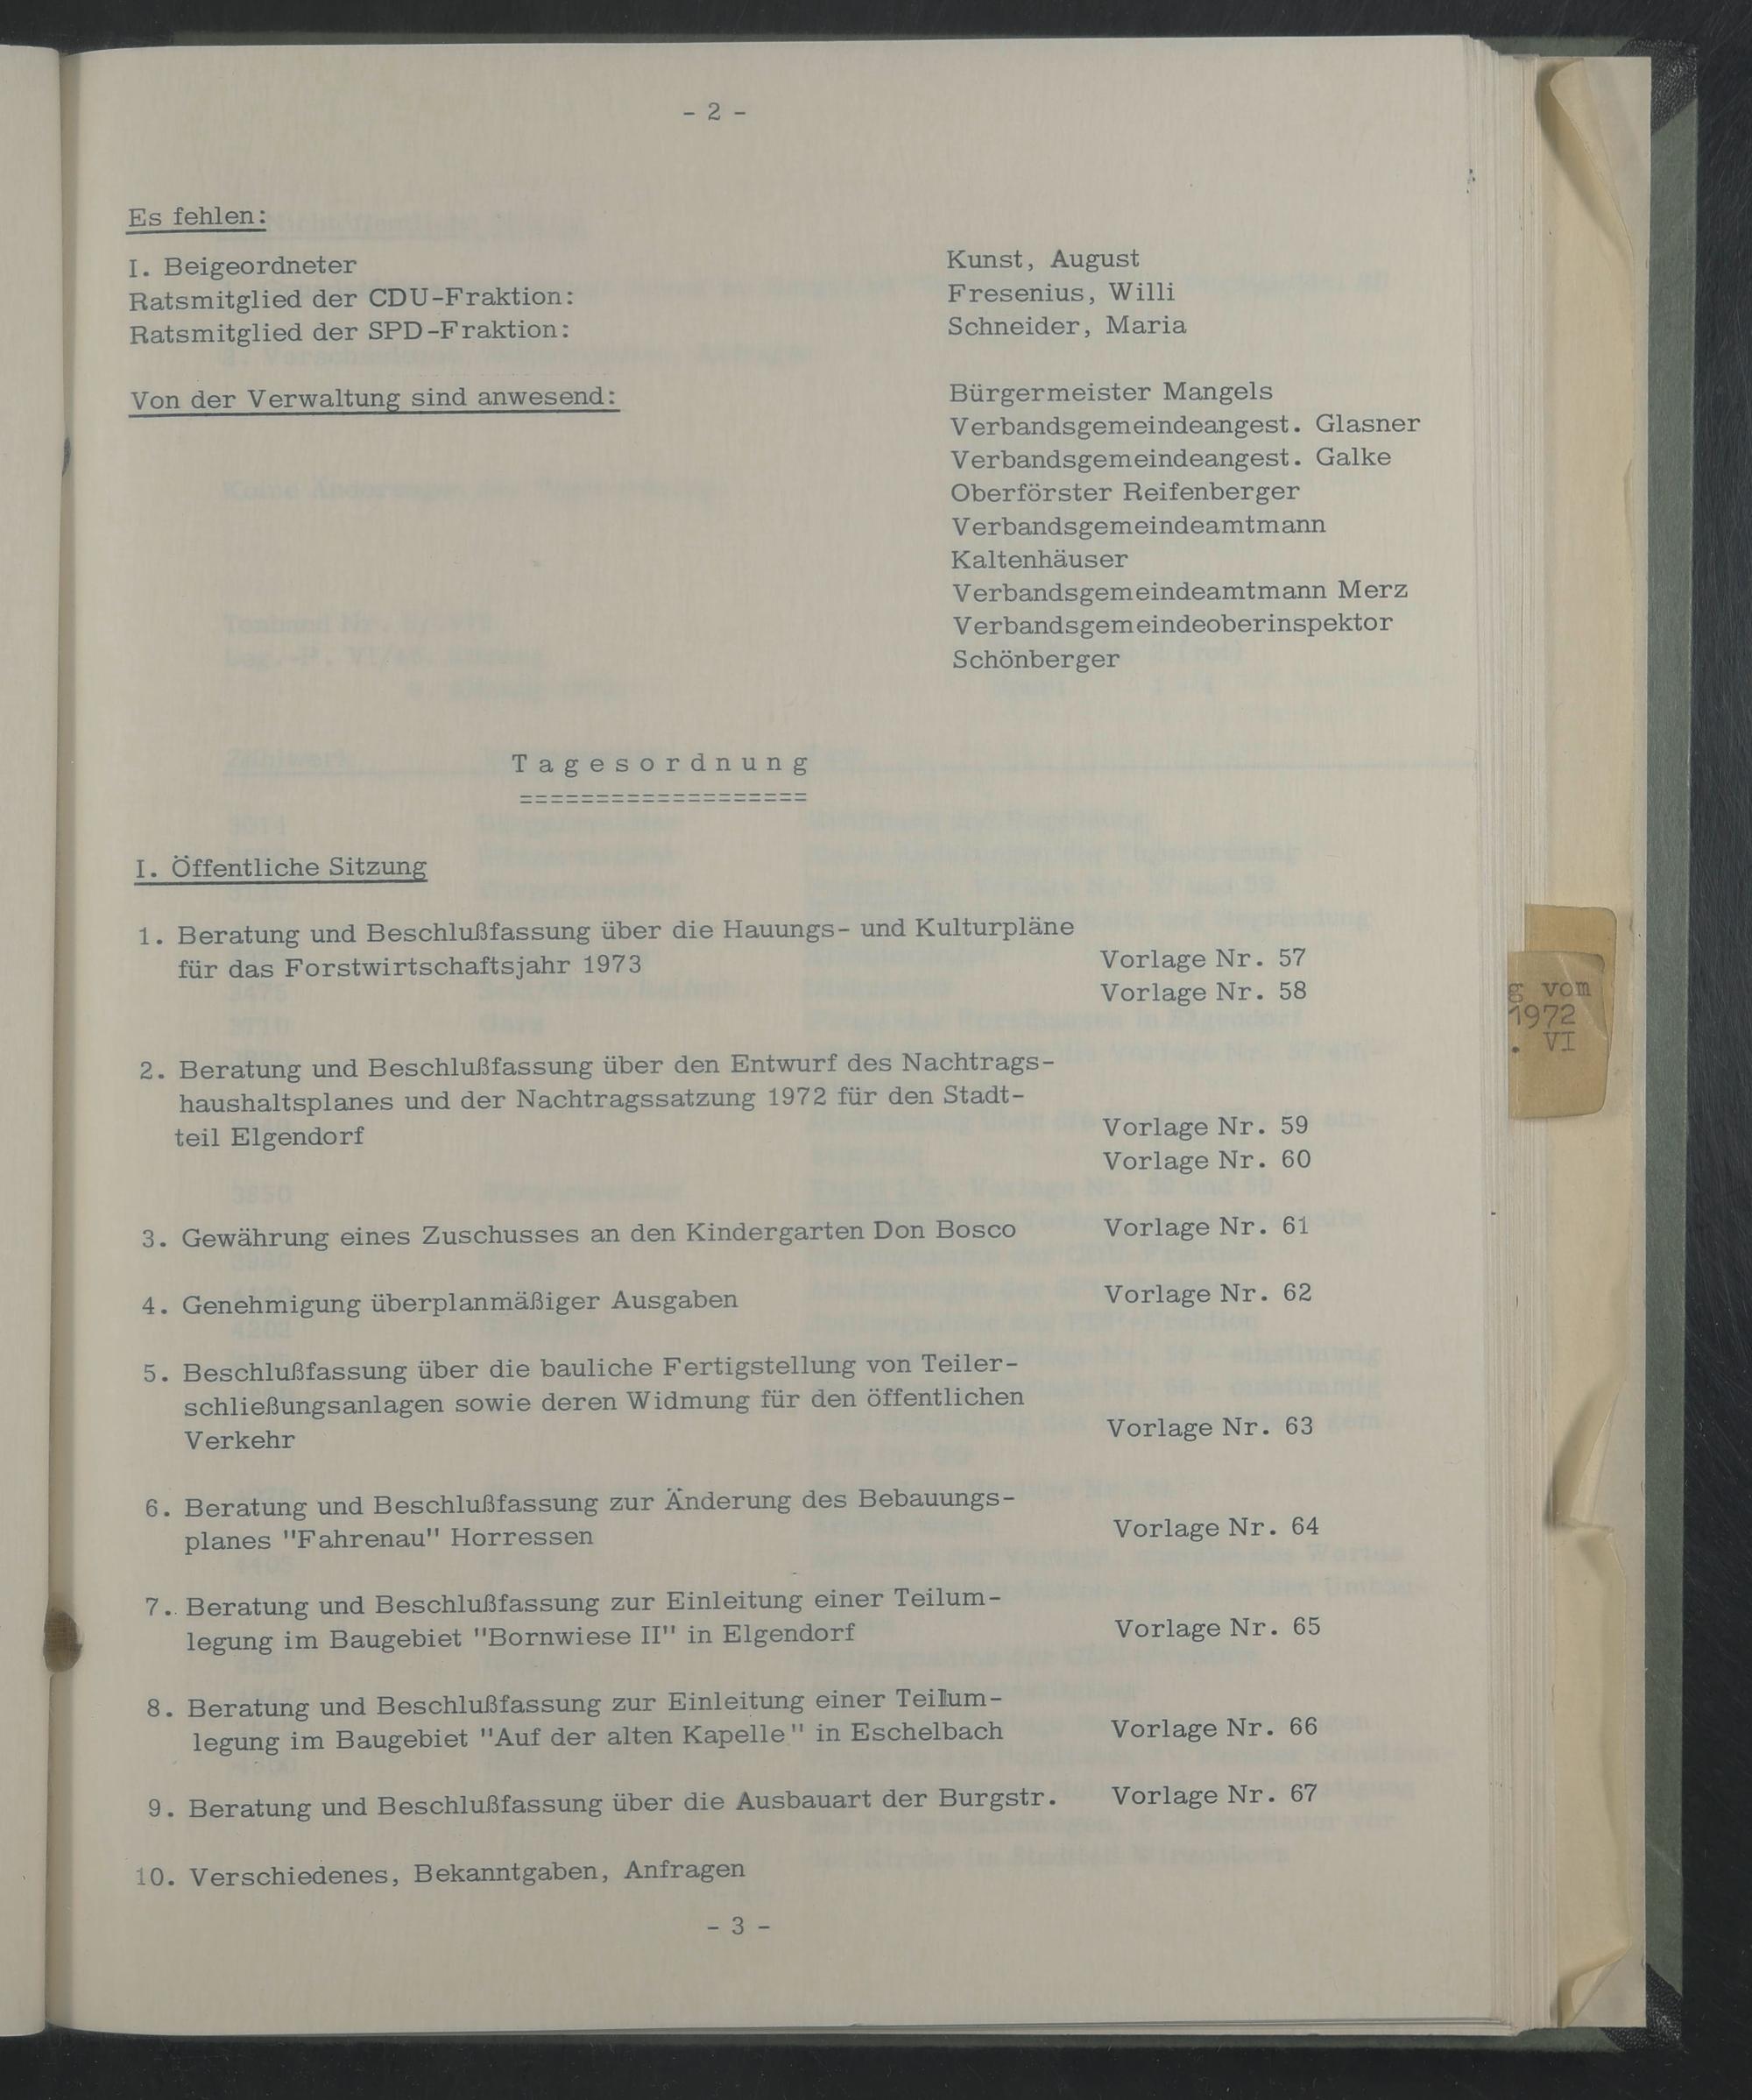 - 2 -
Es fehlen:
I. Beigeordneter Kunst, August
Ratsmitglied der CDU-Fraktion: Fresenius, Willi
Ratsmitglied der SPD-Fraktion: Schneider, Maria
Von der Verwaltung sind anwesend: Bürgermeister Mangels
Verbandsgemeindeangest. Glasner
Verbandsgemeindeangest. Galke
Oberförster Reifenberger
Verbandsgemeindeamtmann
Kaltenhäuser
Verbandsgemeindeamtmann Merz
Verbandsgemeindeoberinspektor
Schönberger
Tagesordnung
===================
I. Öffentliche Sitzung
1. Beratung und Beschlußfassung über die Hauungs- und Kulturpläne
für das Forstwirtschaftsjahr 1973 Vorlage Nr. 57
Vorlage Nr. 58
2. Beratung und Beschlußfassung über den Entwurf des Nachtrags-
haushaltsplanes und der Nachtragssatzung 1972 für den Stadt-
teil Elgendorf Vorlage Nr. 59
Vorlage Nr. 60
3. Gewährung eines Zuschusses an den Kindergarten Don Bosco Vorlage Nr. 61
4. Genehmigung überplanmäßiger Ausgaben Vorlage Nr. 62
5. Beschlußfassung über die bauliche Fertigstellung von Teiler-
schließungsanlagen sowie deren Widmung für den öffentlichen
Verkehr Vorlage Nr. 63
6. Beratung und Beschlußfassung zur Änderung des Bebauungs-
planes "Fahrenau" Horressen Vorlage Nr. 64
7. Beratung und Beschlußfassung zur Einleitung einer Teilum-
legung im Baugebiet "Bornwiese II" in Elgendorf Vorlage Nr. 65
8. Beratung und Beschlußfassung zur Einleitung einer Teilum-
legung im Baugebiet "Auf der alten Kapelle" in Eschelbach Vorlage Nr. 66
9. Beratung und Beschlußfassung über die Ausbauart der Burgstr. Vorlage Nr. 67
10. Verschiedenes, Bekanntgaben, Anfragen
- 3 -
g vom
1972
. VI